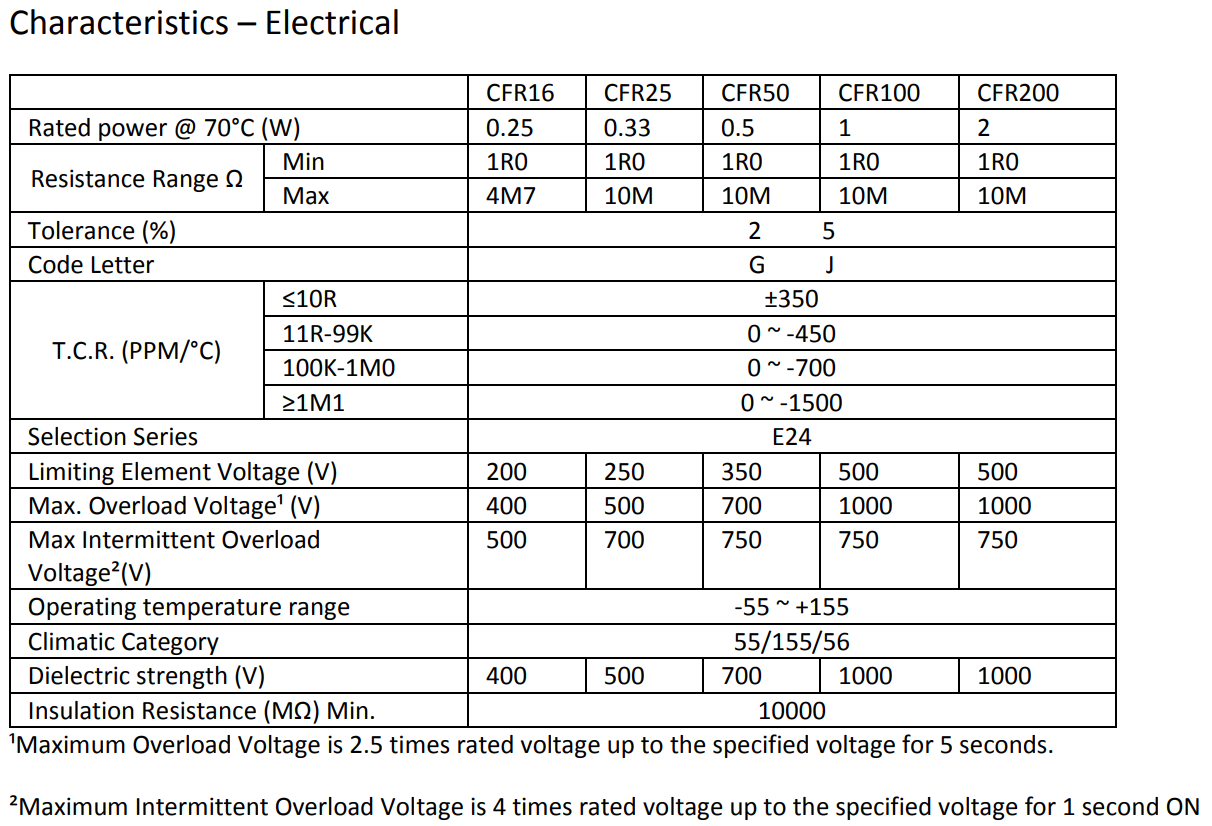 Characteristics – Electrical
CFR16 CFR25 CFR50 CFR100 CFR200
Rated power @ 70°C (W) 0.25 0.33 0.5 1 2
Resistance Range Ω Min 1R0 1R0 1R0 1R0 1R0
Max 4M7 10M 10M 10M 10M
Tolerance (%) 2 5
Code Letter G J
T.C.R. (PPM/°C) ≤10R ±350
11R-99K 0 ~ -450
100K-1M0 0 ~ -700
≥1M1 0 ~ -1500
Selection Series E24
Limiting Element Voltage (V) 200 250 350 500 500
Max. Overload Voltage¹ (V) 400 500 700 1000 1000
Max Intermittent Overload 500 700 750 750 750
Voltage²(V)
Operating temperature range -55 ~ +155
Climatic Category 55/155/56
Dielectric strength (V) 400 500 700 1000 1000
Insulation Resistance (MΩ) Min. 10000
¹Maximum Overload Voltage is 2.5 times rated voltage up to the specified voltage for 5 seconds.
²Maximum Intermittent Overload Voltage is 4 times rated voltage up to the specified voltage for 1 second ON